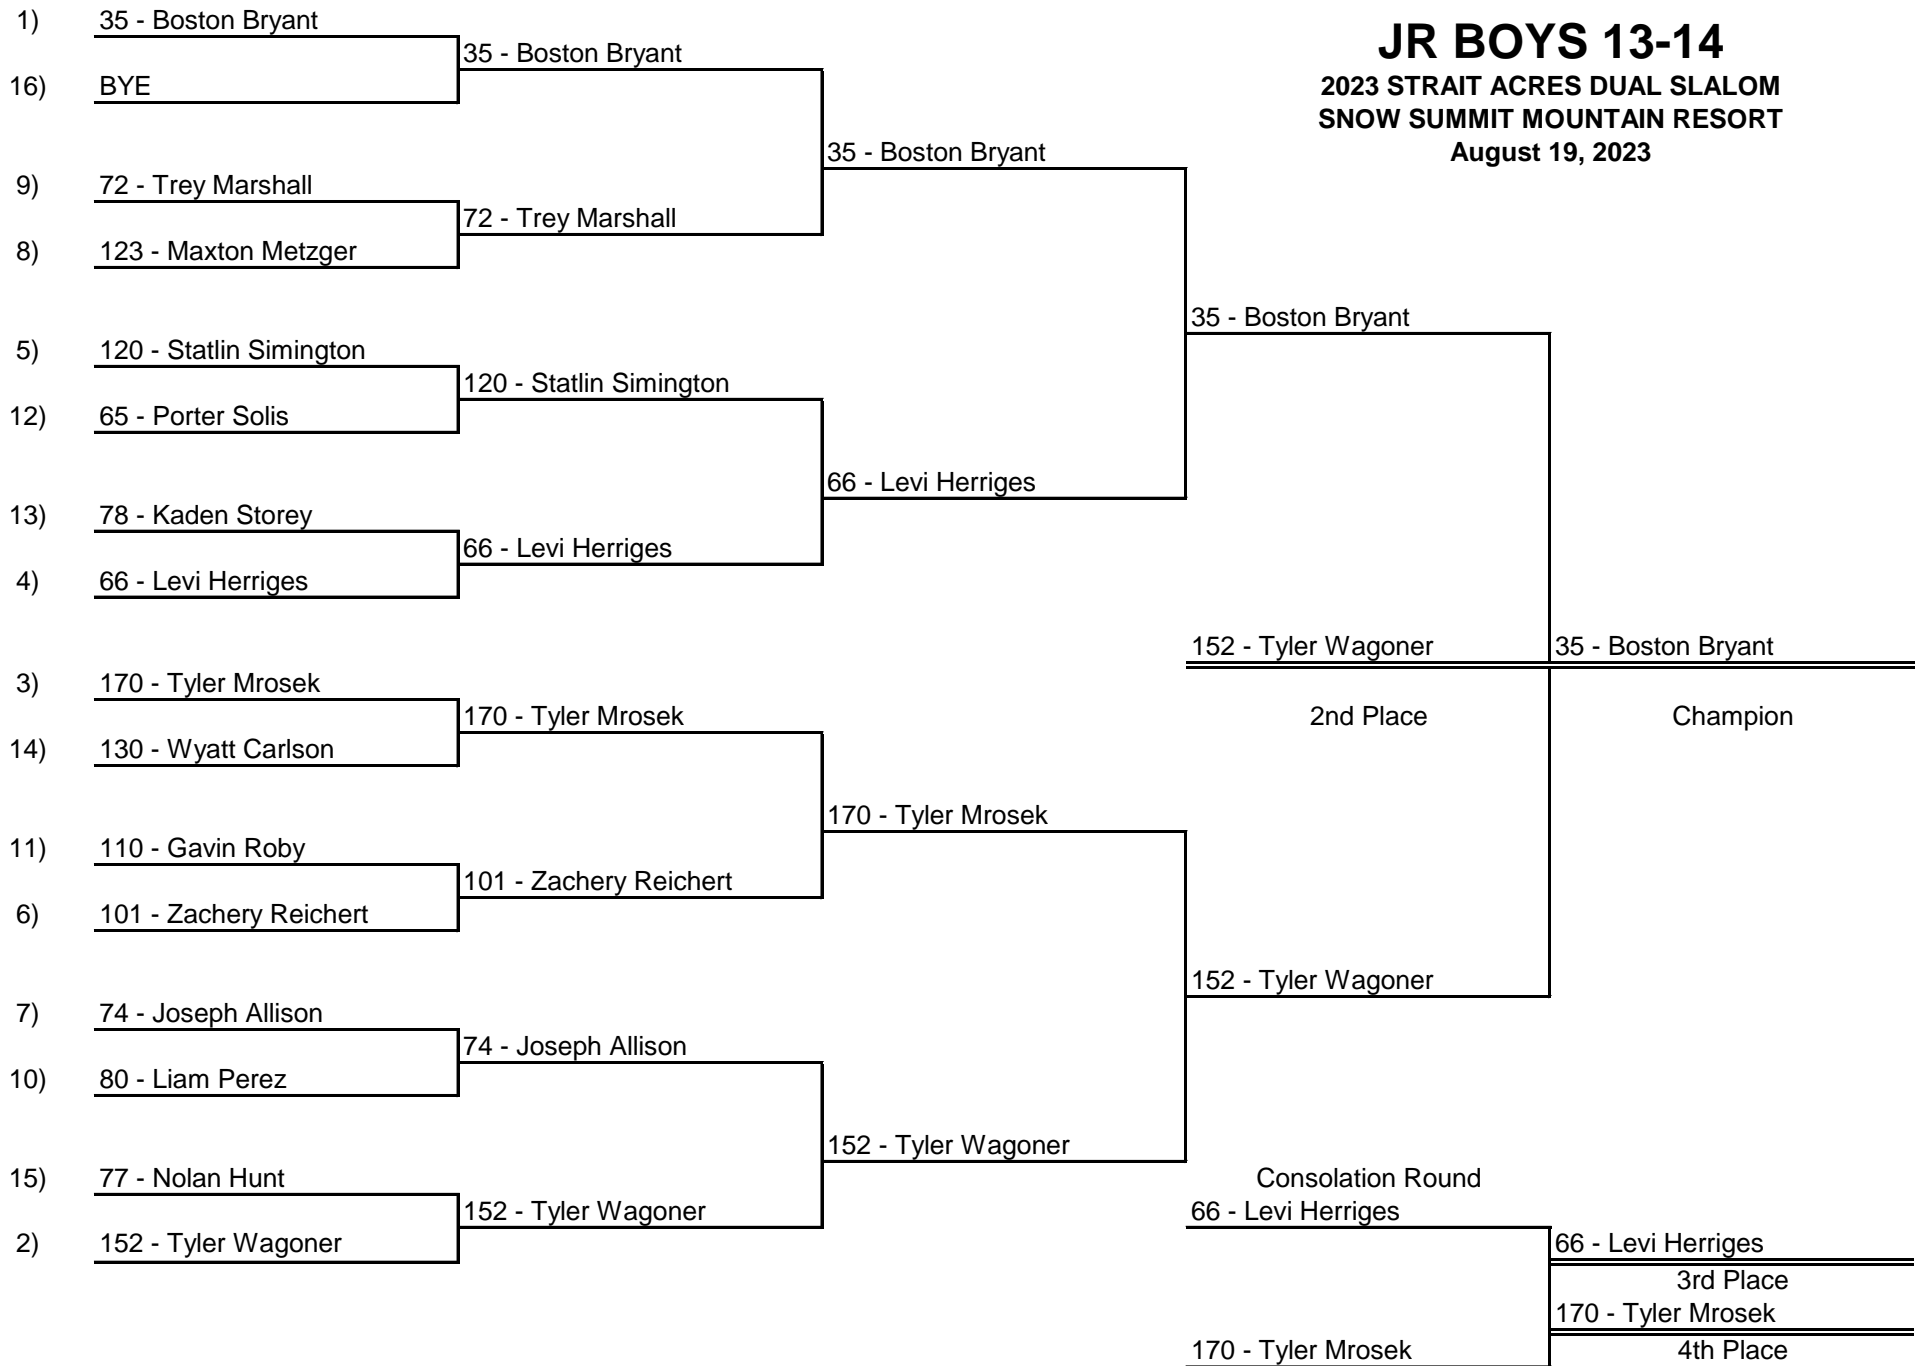 JR BOYS 13-14
2023 STRAIT ACRES DUAL SLALOM
SNOW SUMMIT MOUNTAIN RESORT
August 19, 2023
1) 35 - Boston Bryant
16) BYE
9) 72 - Trey Marshall
8) 123 - Maxton Metzger
5) 120 - Statlin Simington
12) 65 - Porter Solis
13) 78 - Kaden Storey
4) 66 - Levi Herriges
3) 170 - Tyler Mrosek
14) 130 - Wyatt Carlson
11) 110 - Gavin Roby
6) 101 - Zachery Reichert
7) 74 - Joseph Allison
10) 80 - Liam Perez
15) 77 - Nolan Hunt
2) 152 - Tyler Wagoner
35 - Boston Bryant
72 - Trey Marshall
120 - Statlin Simington
66 - Levi Herriges
170 - Tyler Mrosek
101 - Zachery Reichert
74 - Joseph Allison
152 - Tyler Wagoner
35 - Boston Bryant
66 - Levi Herriges
170 - Tyler Mrosek
152 - Tyler Wagoner
35 - Boston Bryant
152 - Tyler Wagoner
152 - Tyler Wagoner
2nd Place
35 - Boston Bryant
Champion
Consolation Round
66 - Levi Herriges
170 - Tyler Mrosek
66 - Levi Herriges
3rd Place
170 - Tyler Mrosek
4th Place